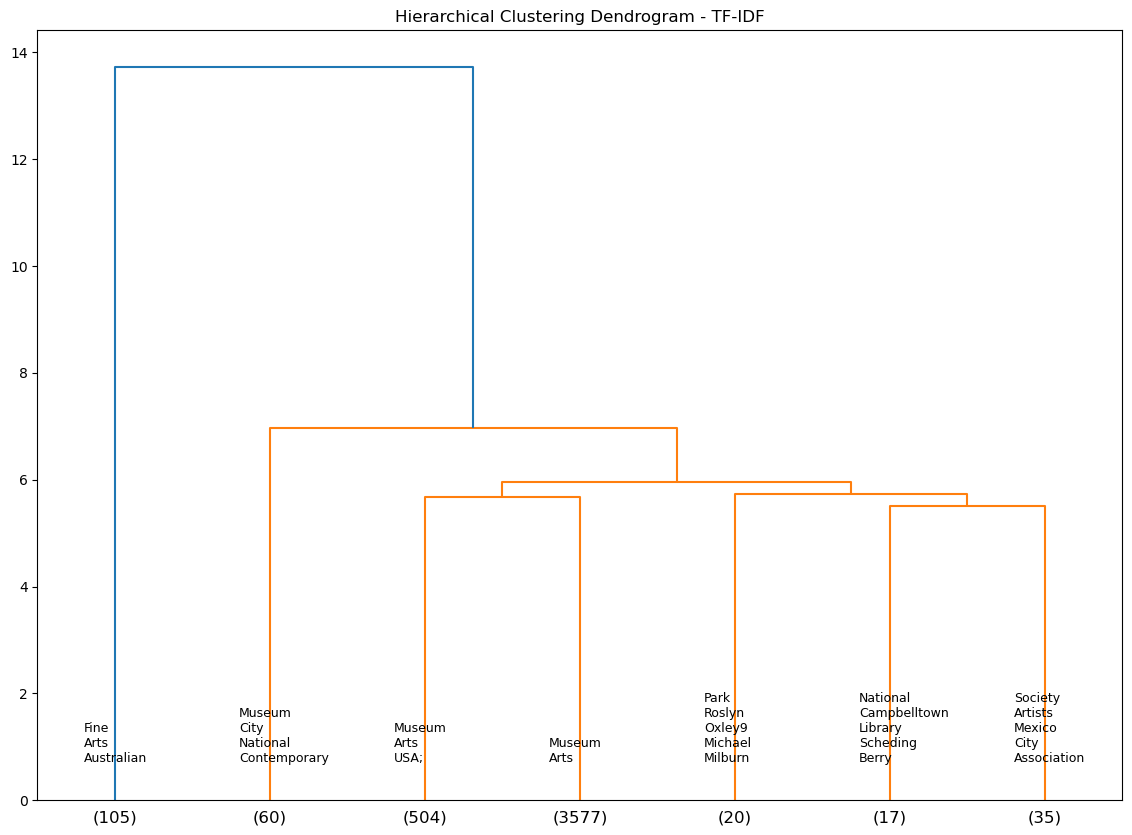 Hierarchical Clustering Dendrogram - TF-IDF
14
12
10
8
6
4
2
0
Fine
Arts
Australian
Museum
City
National
Contemporary
Museum
Arts
USA;
Museum
Arts
Park
Roslyn
Oxley9
Michael
Milburn
National
Campbelltown
Library
Scheding
Berry
Society
Artists
Mexico
City
Association
(105) (60) (504) (3577) (20) (17) (35)